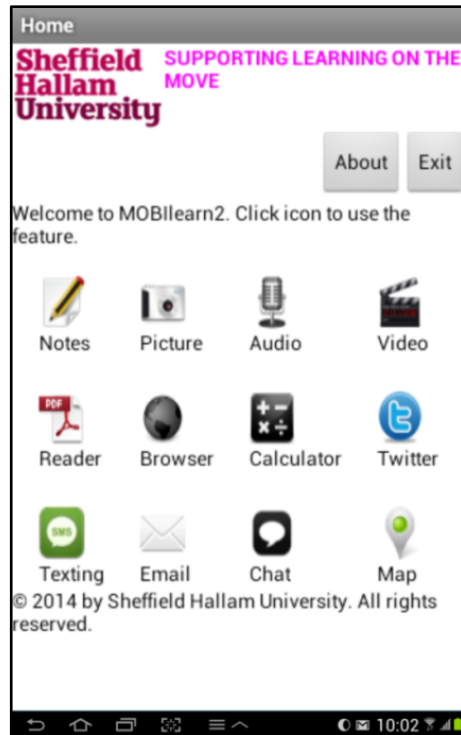 Home
Sheffield
Hallam
University
SUPPORTING LEARNING ON THE
MOVE
About Exit
Welcome to MOBIlearn2. Click icon to use the
feature.
Notes Picture Audio Video
PDF
Reader Browser Calculator Twitter
SMS
Texting Email Chat Map
© 2014 by Sheffield Hallam University. All rights
reserved.
10:02